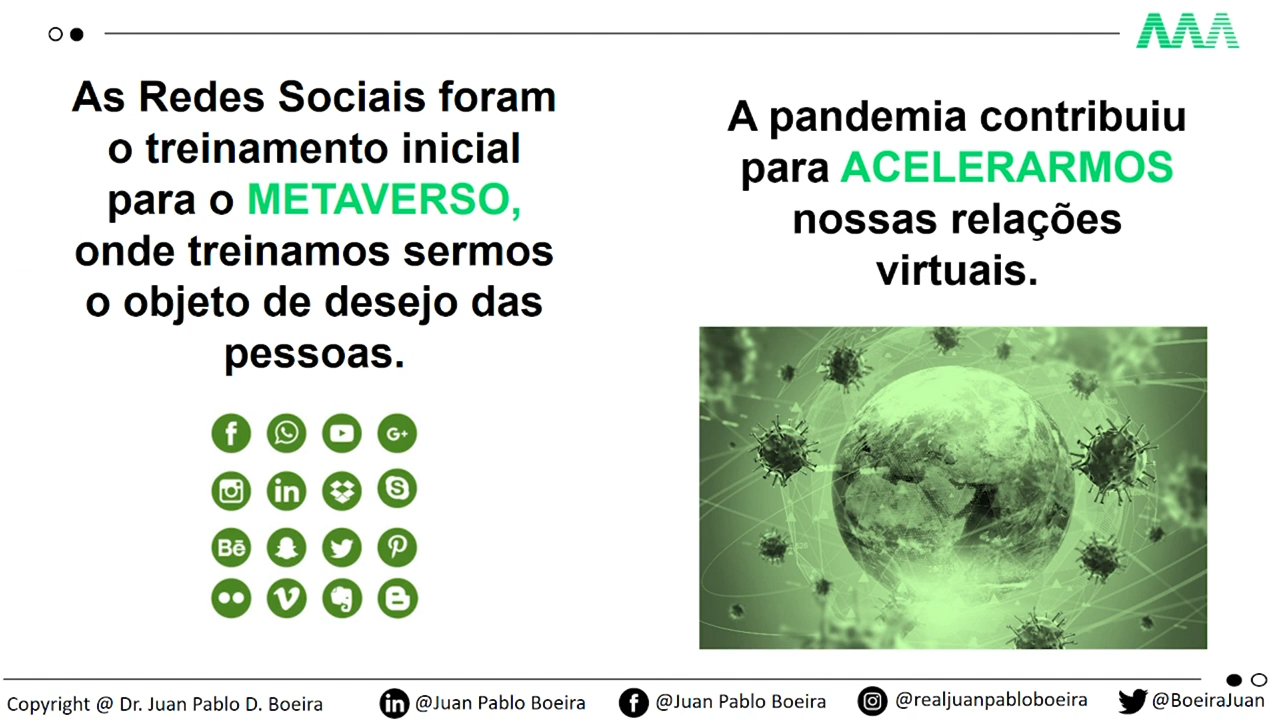 As Redes Sociais foram
o treinamento inicial
para o METAVERSO,
onde treinamos sermos
o objeto de desejo das
pessoas.
A pandemia contribuiu
para ACELERARMOS
nossas relações
virtuais.
Copyright @ Dr. Juan Pablo D. Boeira
@Juan Pablo Boeira
@Juan Pablo Boeira
@realjuanpabloboeira
@BoeiraJuan